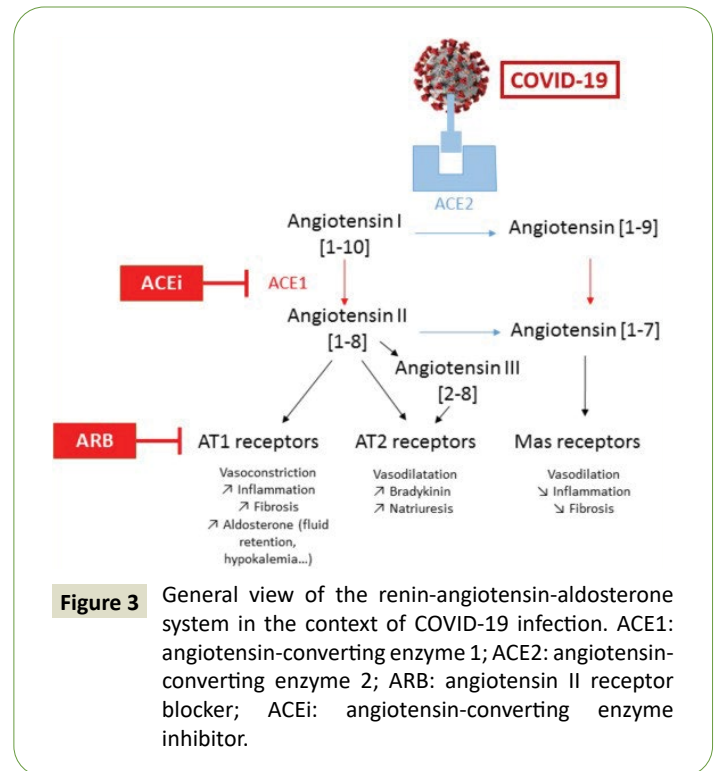 COVID-19
ACE2
Angiotensin I
[1-10]
Angiotensin [1-9]
ACEi
ACE1
Angiotensin II
[1-8]
Angiotensin [1-7]
Angiotensin III
[2-8]
ARB
AT1 receptors
AT2 receptors
Mas receptors
Vasoconstriction
↗ Inflammation
↗ Fibrosis
↗ Aldosterone (fluid
retention,
hypokalemia...)
Vasodilatation
↗ Bradykinin
↗ Natriuresis
Vasodilation
↘ Inflammation
↘ Fibrosis
Figure 3
General view of the renin-angiotensin-aldosterone
system in the context of COVID-19 infection. ACE1:
angiotensin-converting enzyme 1; ACE2: angiotensin-
converting enzyme 2; ARB: angiotensin II receptor
blocker; ACEi: angiotensin-converting enzyme
inhibitor.